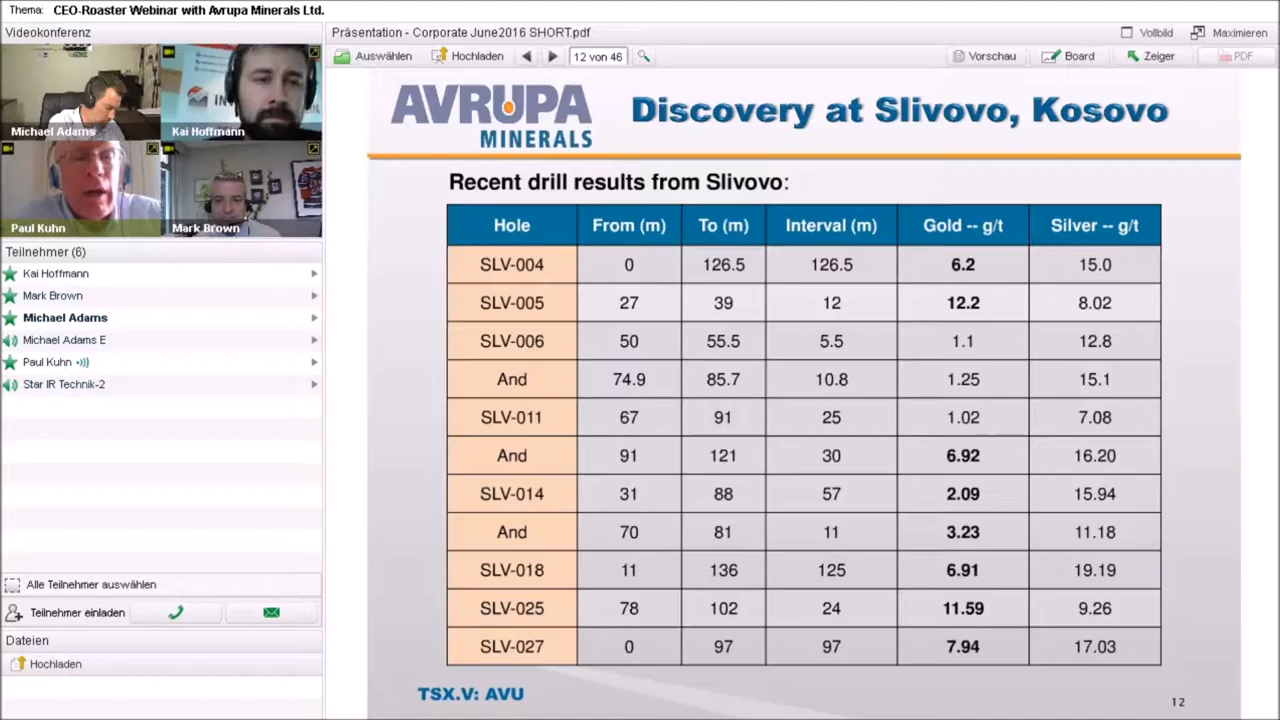 Thema: CEO-Roaster Webinar with Avrupa Minerals Ltd.
Videokonferenz
Michael Adams
Kai Hoffmann
Paul Kuhn
Mark Brown
Teilnehmer (6)
Kai Hoffmann
Mark Brown
Michael Adams
Michael Adams E
Paul Kuhn
Star IR Technik-2
Alle Teilnehmer auswählen
Teilnehmer einladen
Dateien
Hochladen
Präsentation - Corporate June2016 SHORT.pdf
Vollbild Maximieren
Auswählen Hochladen 12 von 46 Vorschau Board Zeiger PDF
AVRUPA
MINERALS
Discovery at Slivovo, Kosovo
Recent drill results from Slivovo:
Hole From (m) To (m) Interval (m) Gold -- g/t Silver -- g/t
SLV-004 0 126.5 126.5 6.2 15.0
SLV-005 27 39 12 12.2 8.02
SLV-006 50 55.5 5.5 1.1 12.8
And 74.9 85.7 10.8 1.25 15.1
SLV-011 67 91 25 1.02 7.08
And 91 121 30 6.92 16.20
SLV-014 31 88 57 2.09 15.94
And 70 81 11 3.23 11.18
SLV-018 11 136 125 6.91 19.19
SLV-025 78 102 24 11.59 9.26
SLV-027 0 97 97 7.94 17.03
TSX.V: AVU
12